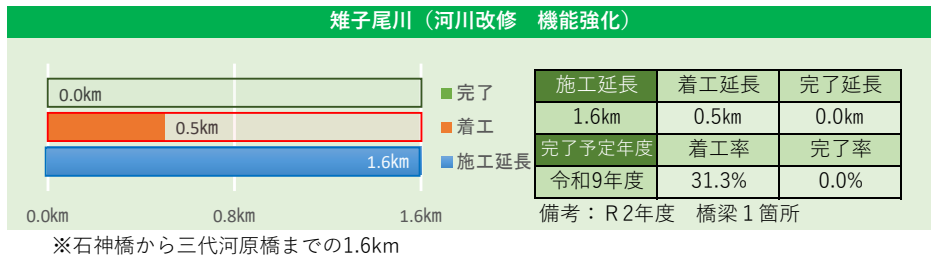 雉子尾川（河川改修　機能強化）
0.0km
0.5km
1.6km
0.0km
0.8km
1.6km
完了
着工
施工延長
施工延長 着工延長 完了延長
1.6km 0.5km 0.0km
完了予定年度 着工率 完了率
令和9年度 31.3% 0.0%
備考：Ｒ2年度　橋梁１箇所
※石神橋から三代河原橋までの1.6km